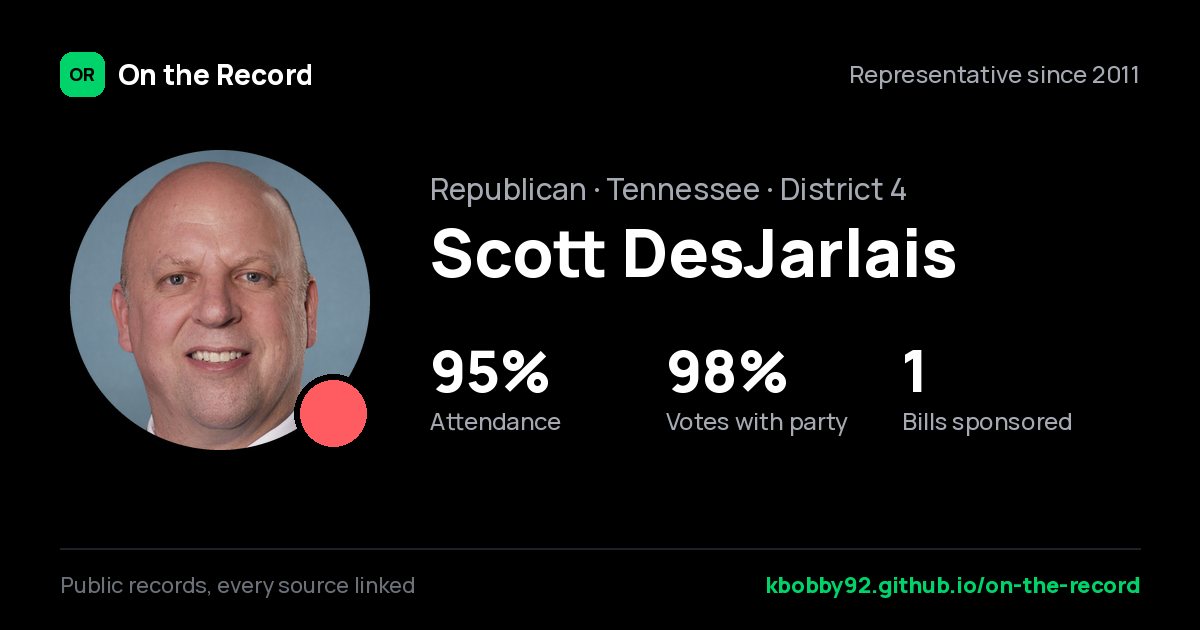 OR On the Record
Representative since 2011
Republican · Tennessee · District 4
Scott DesJarlais
95% 98% 1
Attendance Votes with party Bills sponsored
Public records, every source linked
kbobby92.github.io/on-the-record